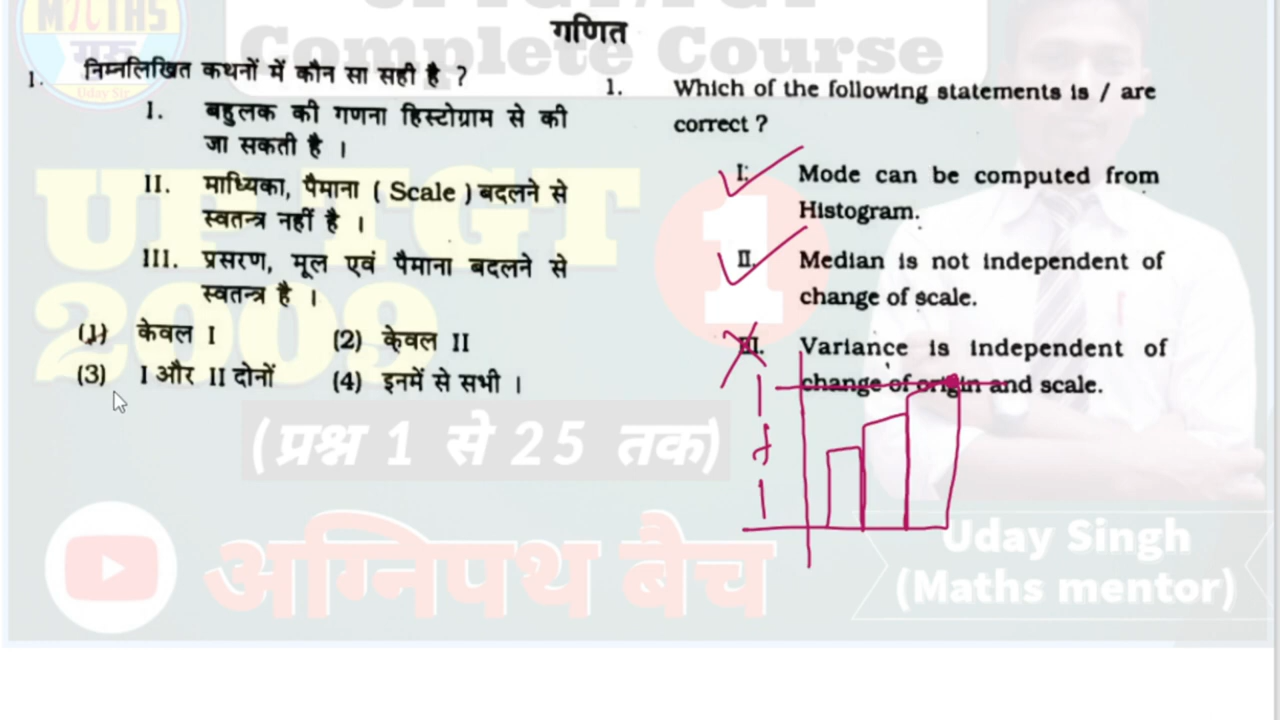 MπTHS
गुरु
Uday Sir
Complete Course
गणित
1. निम्नलिखित कथनों में कौन सा सही है ?
I. बहुलक की गणना हिस्टोग्राम से की
जा सकती है ।
II. माध्यिका, पैमाना ( Scale ) बदलने से
स्वतन्त्र नहीं है ।
III. प्रसरण, मूल एवं पैमाना बदलने से
स्वतन्त्र है ।
(1) केवल I (2) केवल II
(3) I और II दोनों (4) इनमें से सभी ।
1. Which of the following statements is / are
correct ?
I. Mode can be computed from
Histogram.
II. Median is not independent of
change of scale.
III. Variance is independent of
change of origin and scale.
UP TGT
2009
1
(प्रश्न 1 से 25 तक)
अग्निपथ बैच
Uday Singh
(Maths mentor)